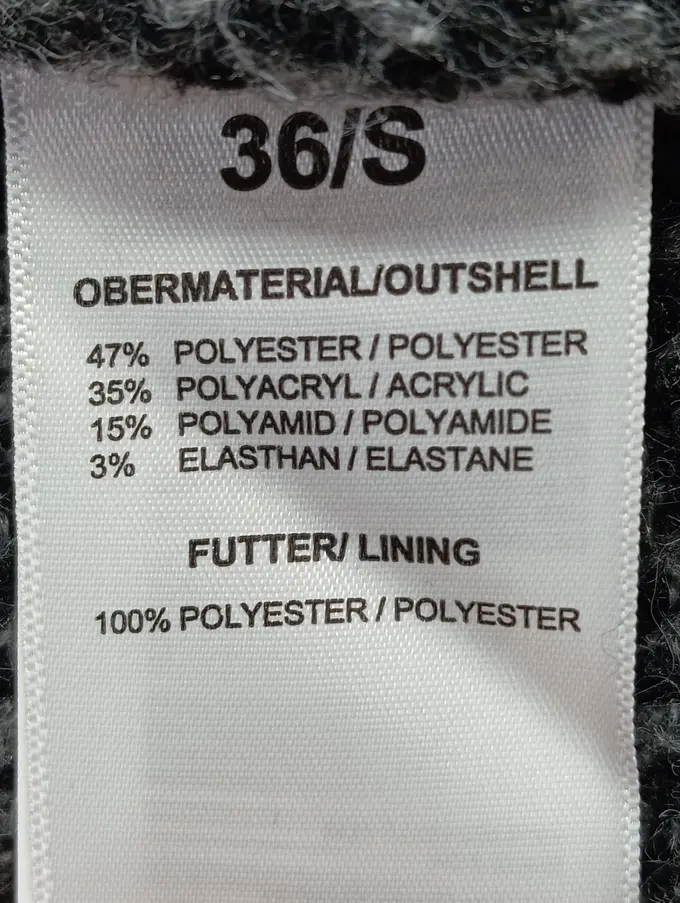 36/S
OBERMATERIAL/OUTSHELL
47% POLYESTER / POLYESTER
35% POLYACRYL / ACRYLIC
15% POLYAMID / POLYAMIDE
3% ELASTHAN / ELASTANE
FUTTER/ LINING
100% POLYESTER / POLYESTER